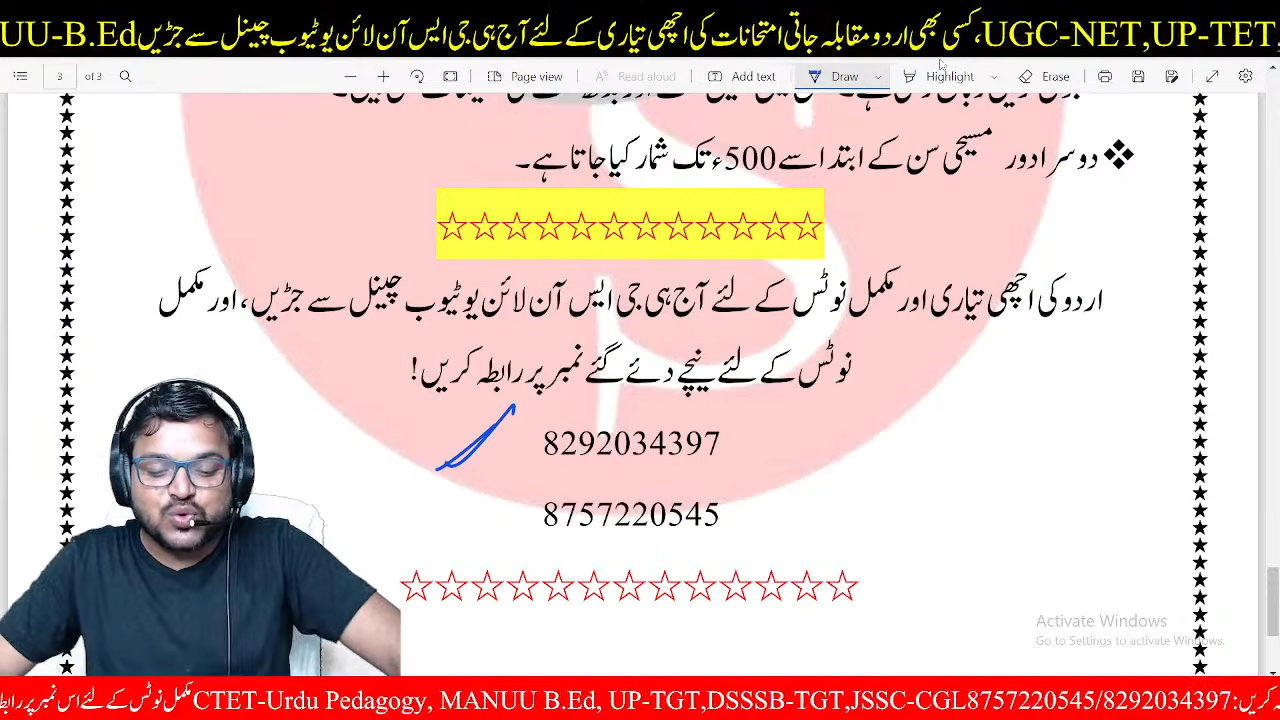 UU-B.Ed کسی بھی اردو مقابلہ جاتی امتحانات کی اچھی تیاری کے لئے آج ہی جی ایس آن لائن یوٹیوب چینل سے جڑیں ،UGC-NET,UP-TET,
3 of 3 Page view Read aloud Add text Draw Highlight Erase
❖ دوسرا دور مسیحی سن کے ابتدا سے 500ء تک شمار کیا جاتا ہے۔
☆☆☆☆☆☆☆☆☆☆☆☆
اردو کی اچھی تیاری اور مکمل نوٹس کے لئے آج ہی جی ایس آن لائن یوٹیوب چینل سے جڑیں، اور مکمل
نوٹس کے لئے نیچے دئے گئے نمبر پر رابطہ کریں!
8292034397
8757220545
☆☆☆☆☆☆☆☆☆☆☆☆☆
Activate Windows
Go to Settings to activate Windows.
مکمل نوٹس کے لئے اس نمبر پر رابطہ CTET-Urdu Pedagogy, MANUU B.Ed, UP-TGT,DSSSB-TGT,JSSC-CGL8757220545/8292034397:کریں